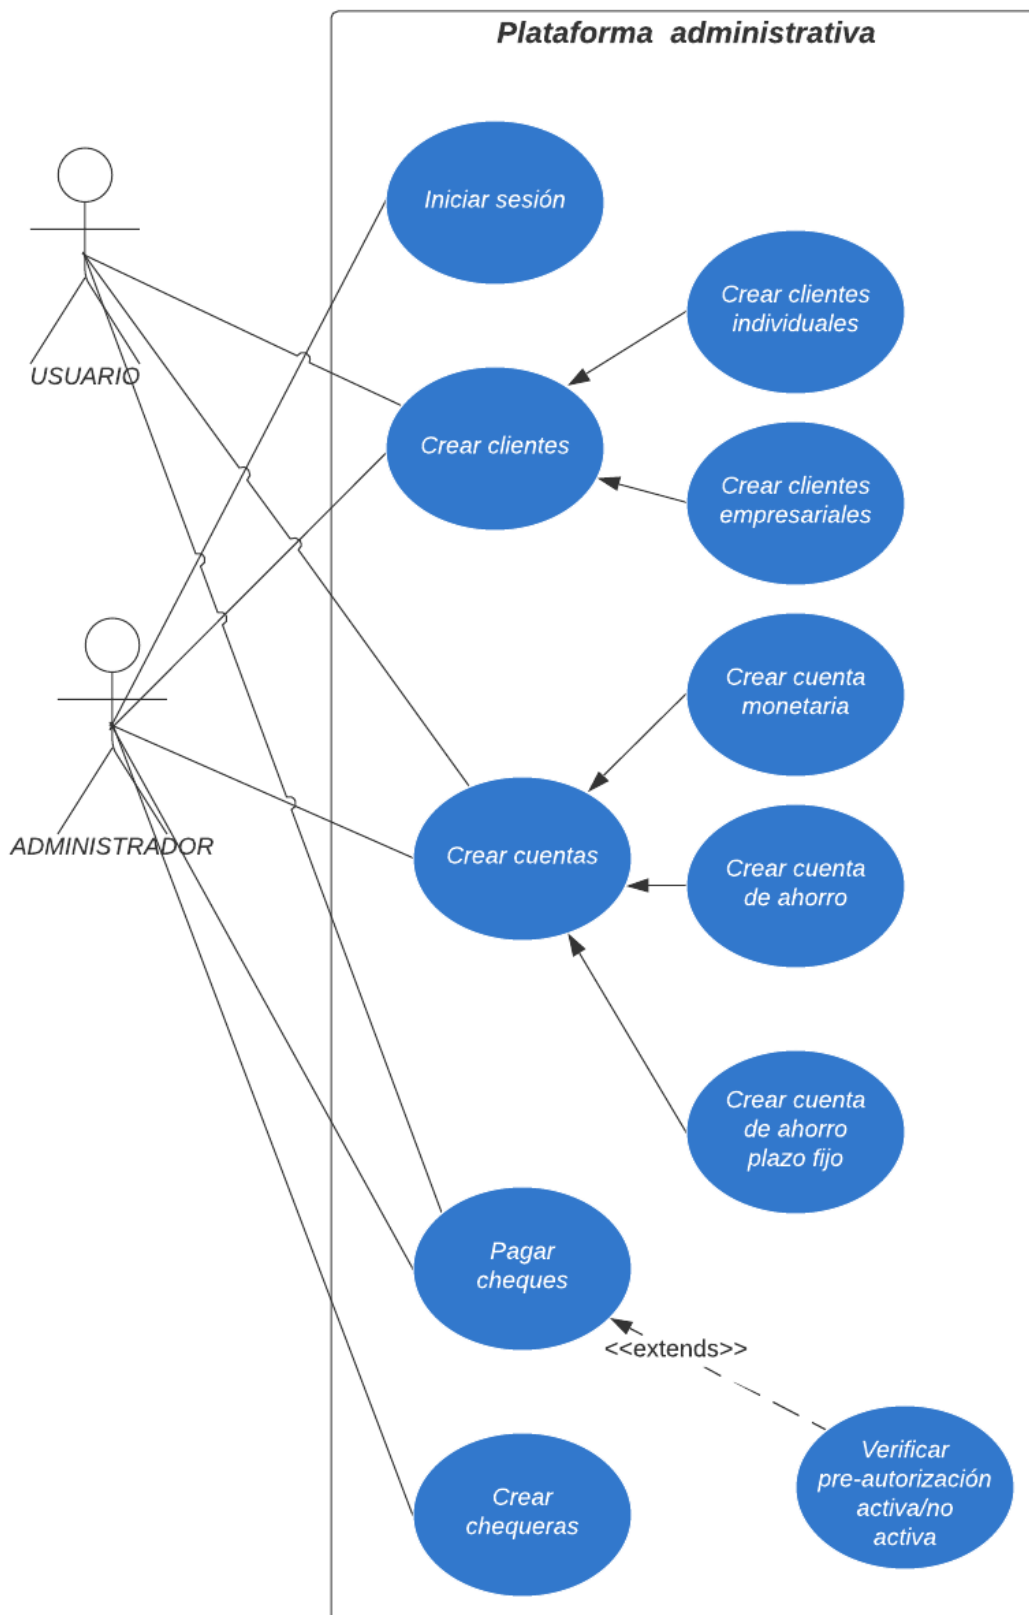 Plataforma administrativa
Iniciar sesión
Crear clientes
individuales
USUARIO
Crear clientes
Crear clientes
empresariales
Crear cuenta
monetaria
ADMINISTRADOR
Crear cuentas
Crear cuenta
de ahorro
Crear cuenta
de ahorro
plazo fijo
Pagar
cheques
<<extends>>
Verificar
pre-autorización
activa/no
activa
Crear
chequeras